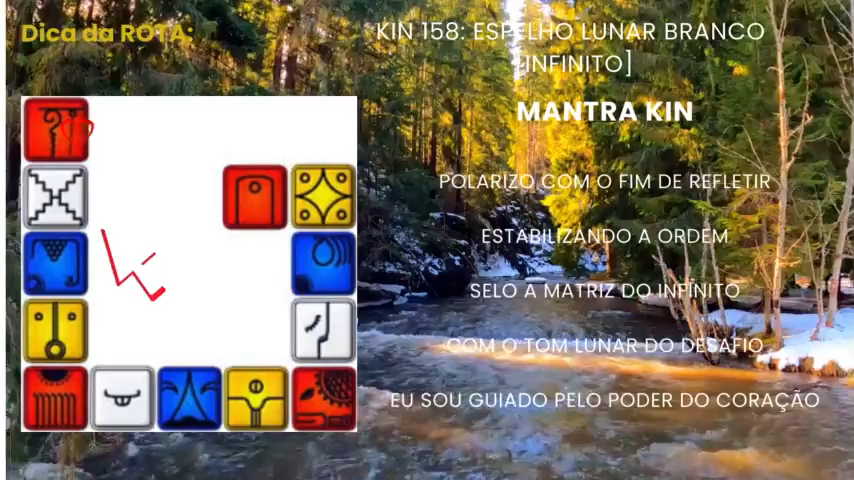 Dica da ROTA:
KIN 158: ESPELHO LUNAR BRANCO
[INFINITO]
MANTRA KIN
POLARIZO COM O FIM DE REFLETIR
ESTABILIZANDO A ORDEM
SELO A MATRIZ DO INFINITO
COM O TOM LUNAR DO DESAFIO
EU SOU GUIADO PELO PODER DO CORAÇÃO